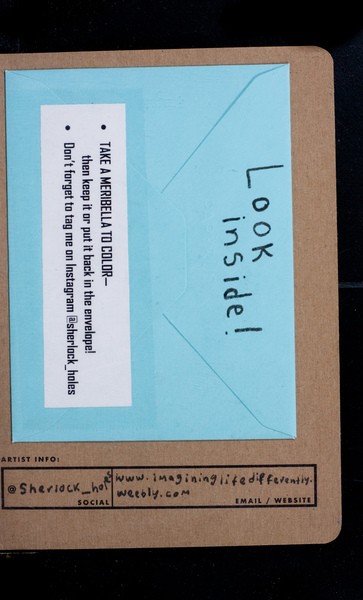 Look
inside!
• TAKE A MERIBELLA TO COLOR—
then keep it or put it back in the envelope!
• Don't forget to tag me on Instagram @sherlock_holes
ARTIST INFO:
@Sherlock_holes
SOCIAL
www.imagininglifedifferently.
weebly.com
EMAIL / WEBSITE